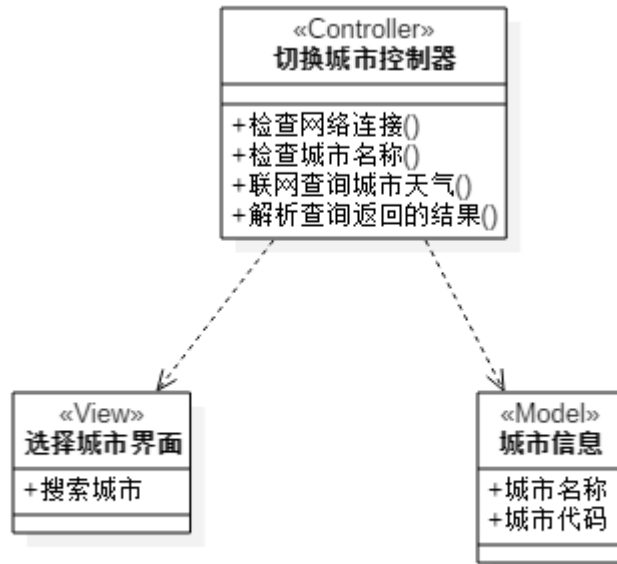 «Controller»
切换城市控制器
+检查网络连接()
+检查城市名称()
+联网查询城市天气()
+解析查询返回的结果()
«View»
选择城市界面
+搜索城市
«Model»
城市信息
+城市名称
+城市代码